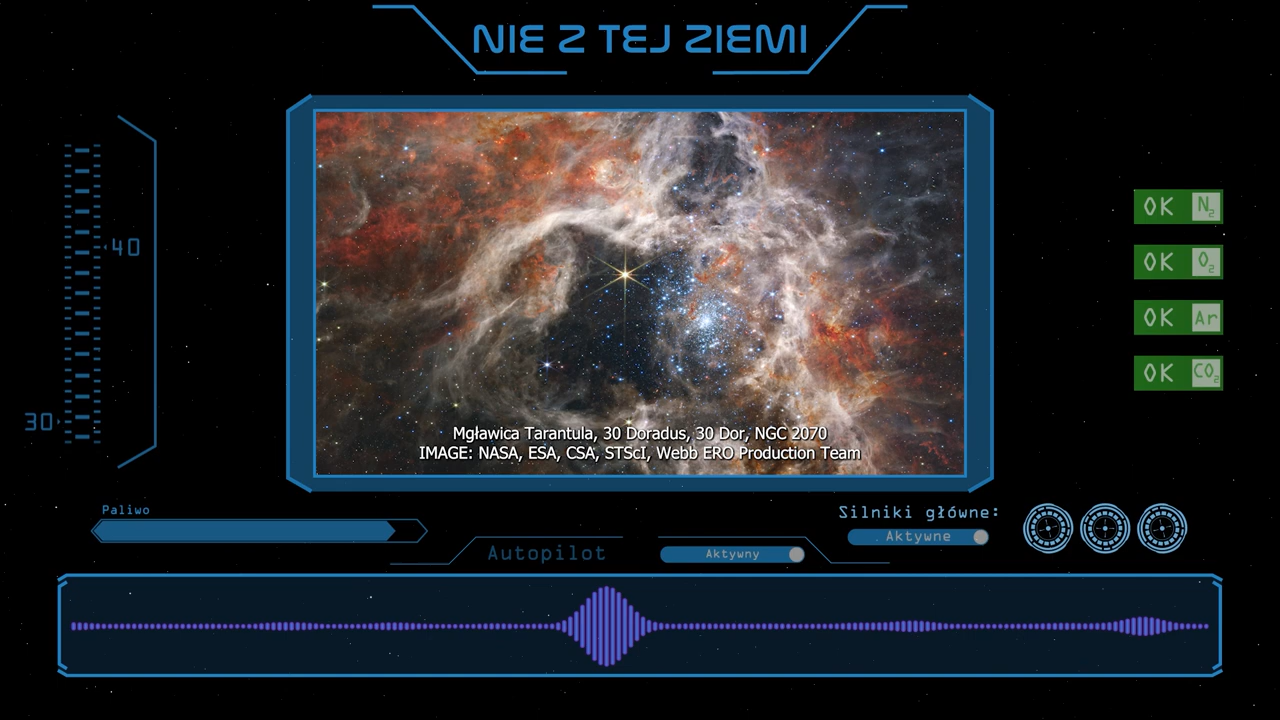 NIE Z TEJ ZIEMI
40
30
OK N₂
OK O₂
OK Ar
OK CO₂
Mgławica Tarantula, 30 Doradus, 30 Dor, NGC 2070
IMAGE: NASA, ESA, CSA, STScI, Webb ERO Production Team
Paliwo
Silniki główne:
Aktywne
Autopilot
Aktywny